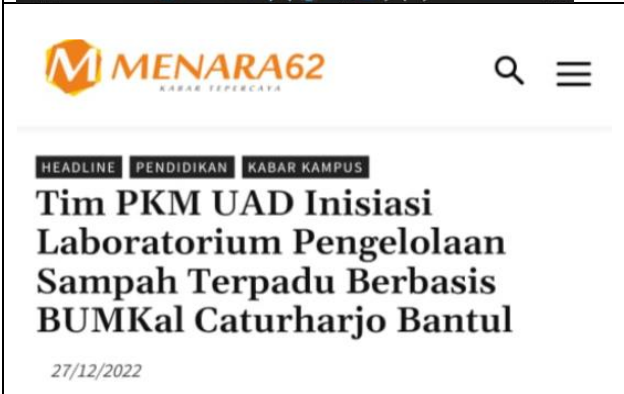 MENARA62
KABAR TEPERCAYA
HEADLINE PENDIDIKAN KABAR KAMPUS
Tim PKM UAD Inisiasi
Laboratorium Pengelolaan
Sampah Terpadu Berbasis
BUMKal Caturharjo Bantul
27/12/2022